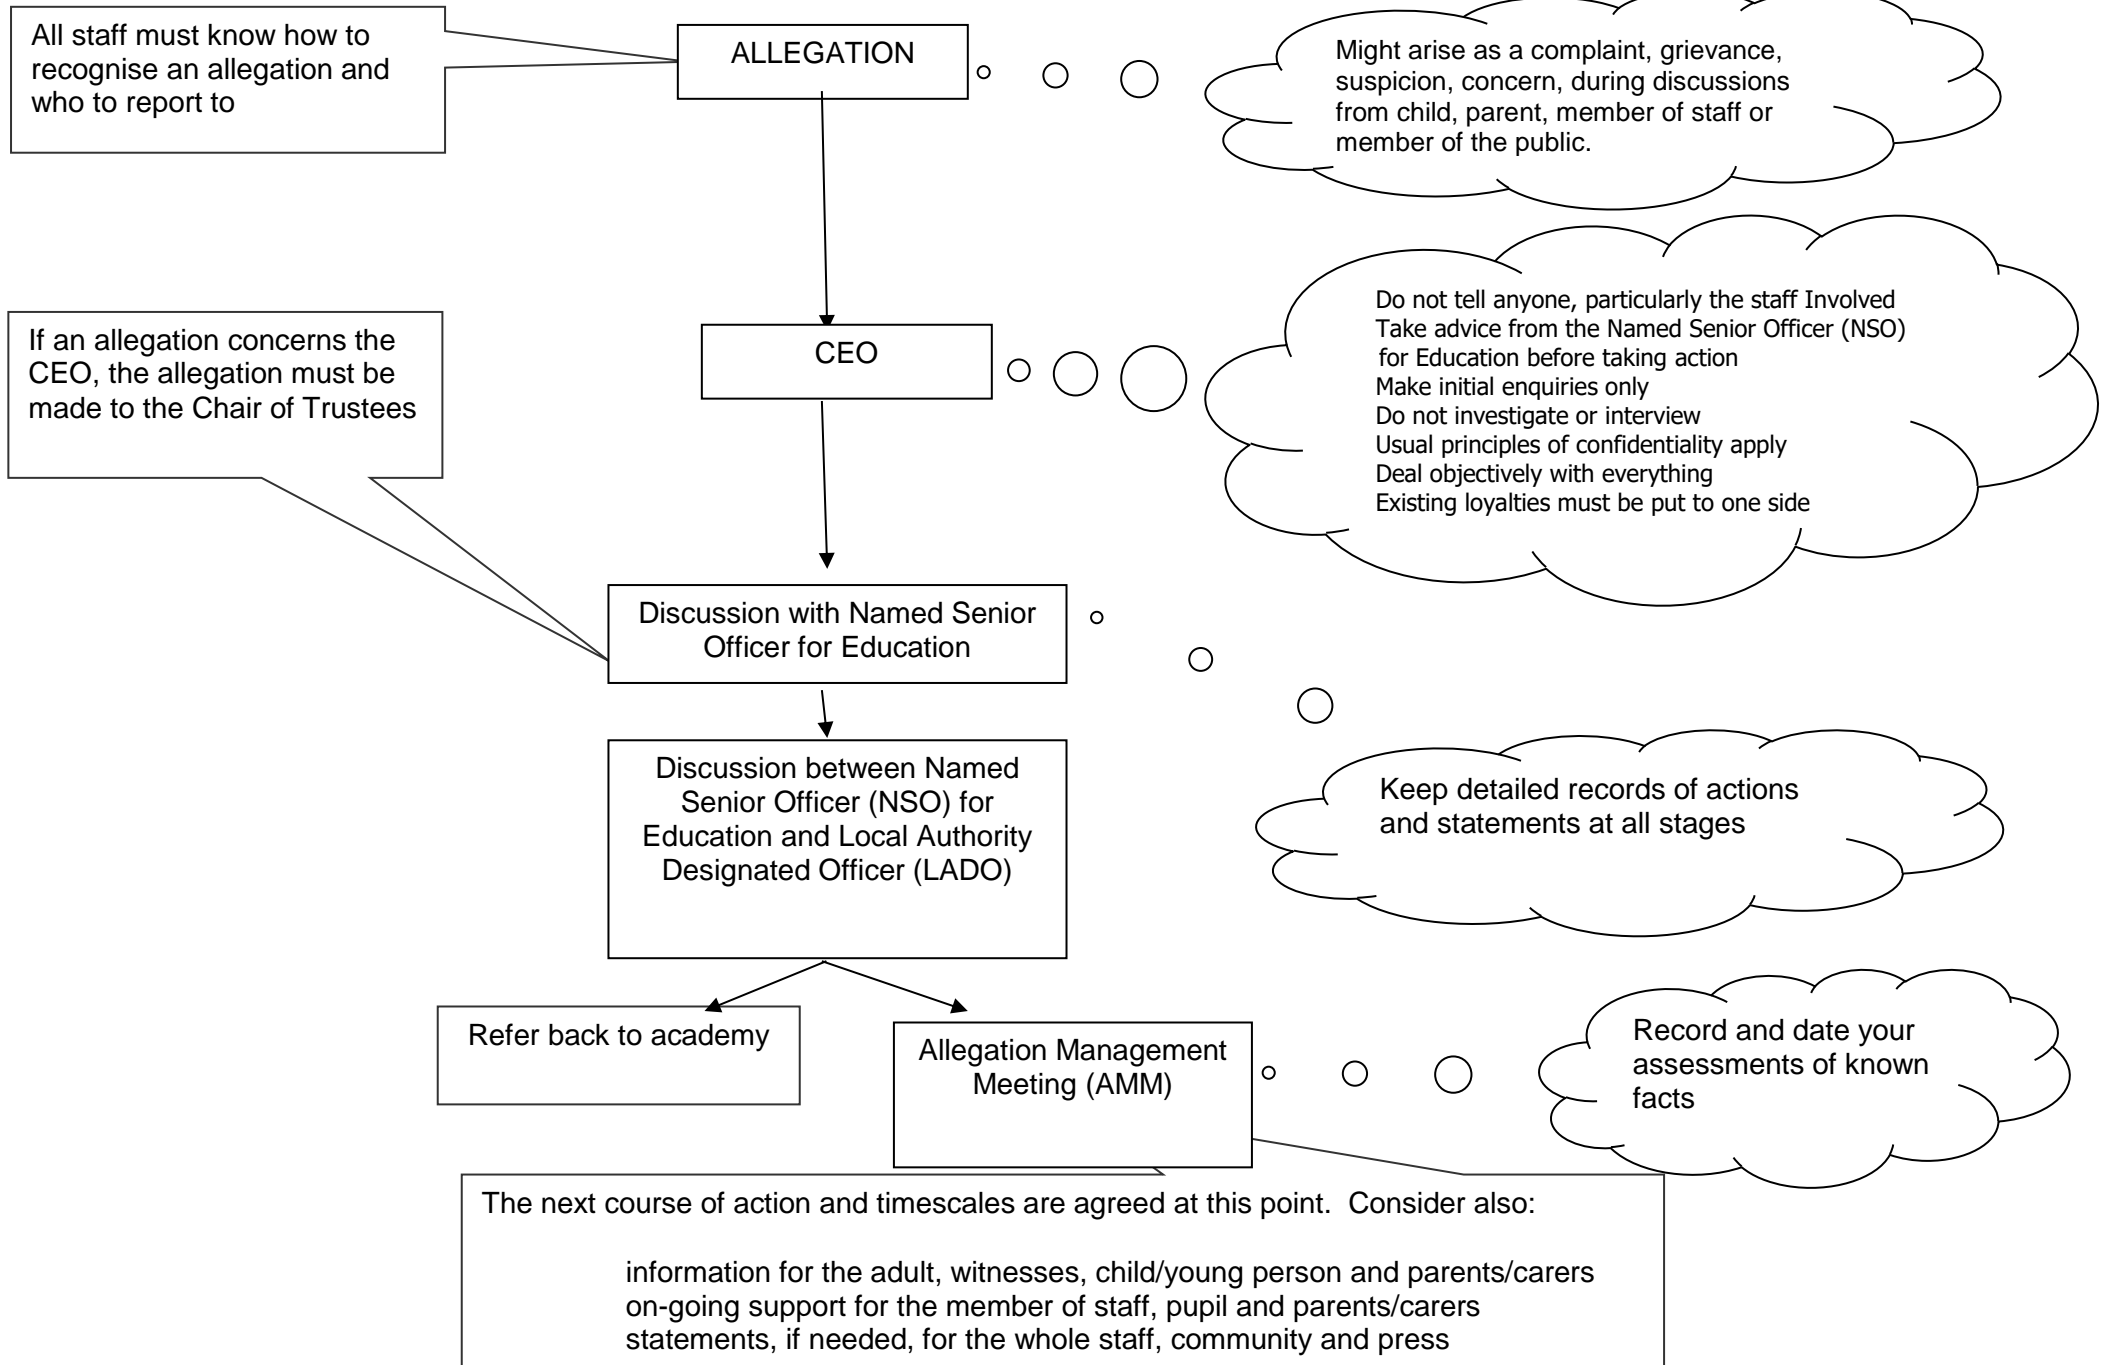 All staff must know how to
recognise an allegation and
who to report to
ALLEGATION
Might arise as a complaint, grievance,
suspicion, concern, during discussions
from child, parent, member of staff or
member of the public.
If an allegation concerns the
CEO, the allegation must be
made to the Chair of Trustees
CEO
Do not tell anyone, particularly the staff Involved
Take advice from the Named Senior Officer (NSO)
for Education before taking action
Make initial enquiries only
Do not investigate or interview
Usual principles of confidentiality apply
Deal objectively with everything
Existing loyalties must be put to one side
Discussion with Named Senior
Officer for Education
Discussion between Named
Senior Officer (NSO) for
Education and Local Authority
Designated Officer (LADO)
Keep detailed records of actions
and statements at all stages
Refer back to academy
Allegation Management
Meeting (AMM)
Record and date your
assessments of known
facts
The next course of action and timescales are agreed at this point.  Consider also:
information for the adult, witnesses, child/young person and parents/carers
on-going support for the member of staff, pupil and parents/carers
statements, if needed, for the whole staff, community and press